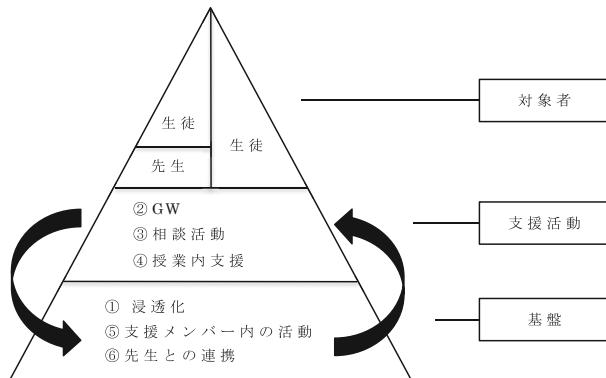 対象者
生徒
生徒
先生
②GW
③相談活動
④授業内支援
支援活動
① 浸透化
⑤支援メンバー内の活動
⑥先生との連携
基盤